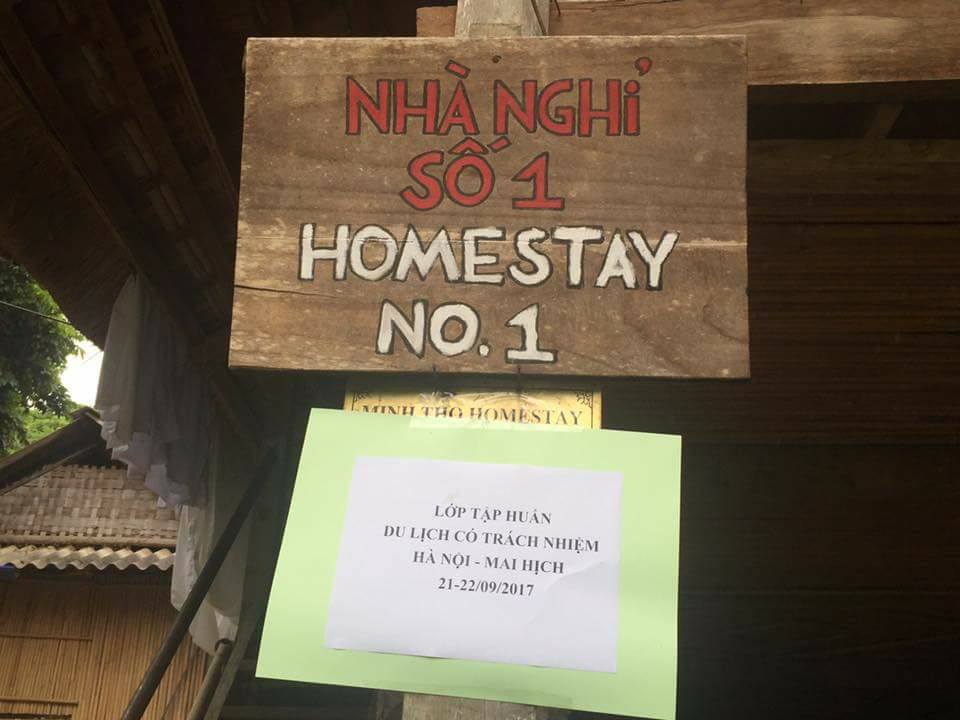 NHÀ NGHỈ
SỐ 1
HOMESTAY
NO. 1
MINH THO HOMESTAY
LỚP TẬP HUẤN
DU LỊCH CÓ TRÁCH NHIỆM
HÀ NỘI - MAI HỊCH
21-22/09/2017